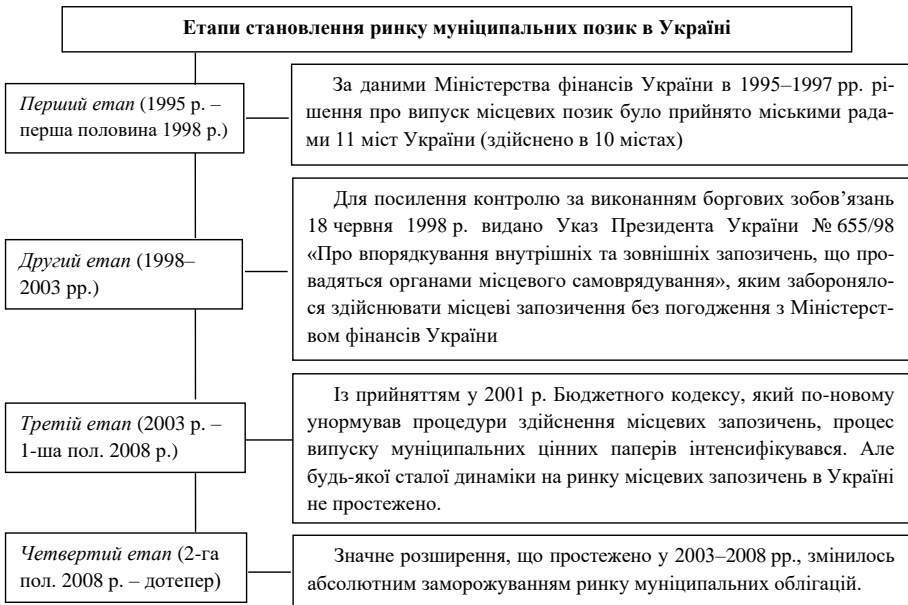 Етапи становлення ринку муніципальних позик в Україні
Перший етап (1995 р. –
перша половина 1998 р.)
За даними Міністерства фінансів України в 1995–1997 рр. рі-
шення про випуск місцевих позик було прийнято міськими рада-
ми 11 міст України (здійснено в 10 містах)
Другий етап (1998–
2003 рр.)
Для посилення контролю за виконанням боргових зобов’язань
18 червня 1998 р. видано Указ Президента України № 655/98
«Про впорядкування внутрішніх та зовнішніх запозичень, що про-
вадяться органами місцевого самоврядування», яким забороняло-
ся здійснювати місцеві запозичення без погодження з Міністерст-
вом фінансів України
Третій етап (2003 р. –
1-ша пол. 2008 р.)
Із прийняттям у 2001 р. Бюджетного кодексу, який по-новому
унормував процедури здійснення місцевих запозичень, процес
випуску муніципальних цінних паперів інтенсифікувався. Але
будь-якої сталої динаміки на ринку місцевих запозичень в Україні
не простежено.
Четвертий етап (2-га
пол. 2008 р. – дотепер)
Значне розширення, що простежено у 2003–2008 рр., змінилось
абсолютним заморожуванням ринку муніципальних облігацій.